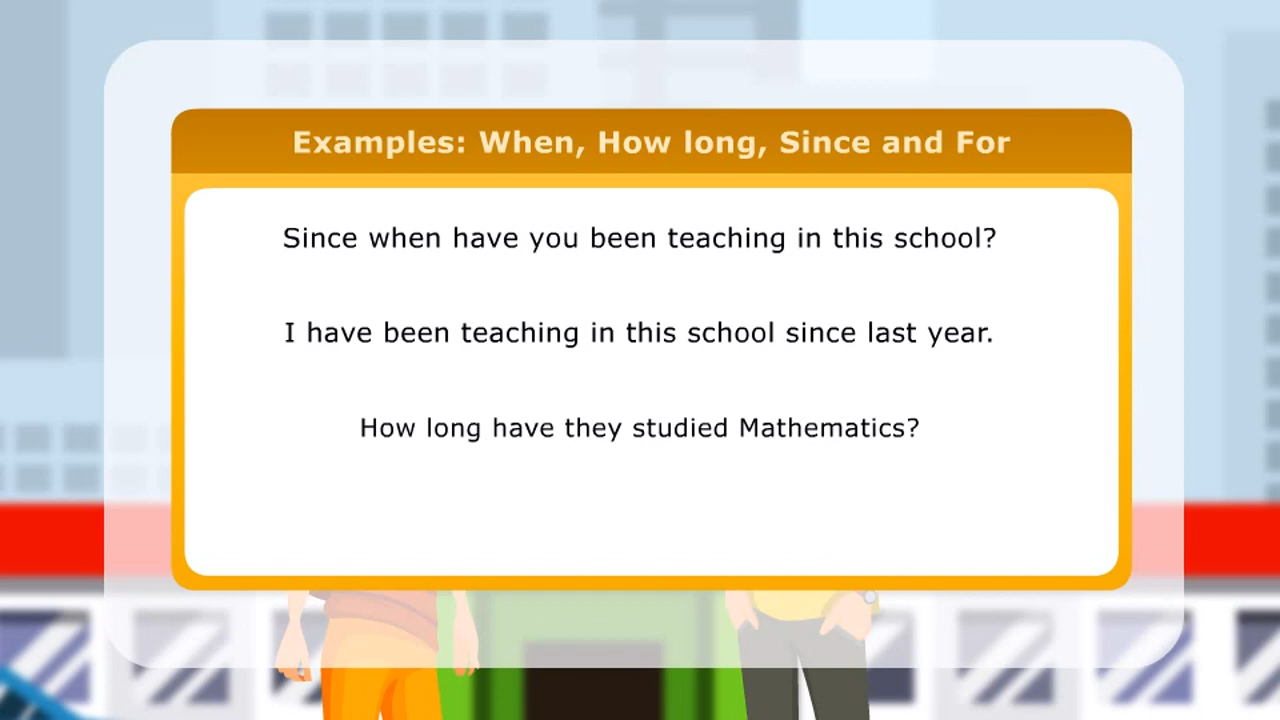 Examples: When, How long, Since and For
Since when have you been teaching in this school?
I have been teaching in this school since last year.
How long have they studied Mathematics?